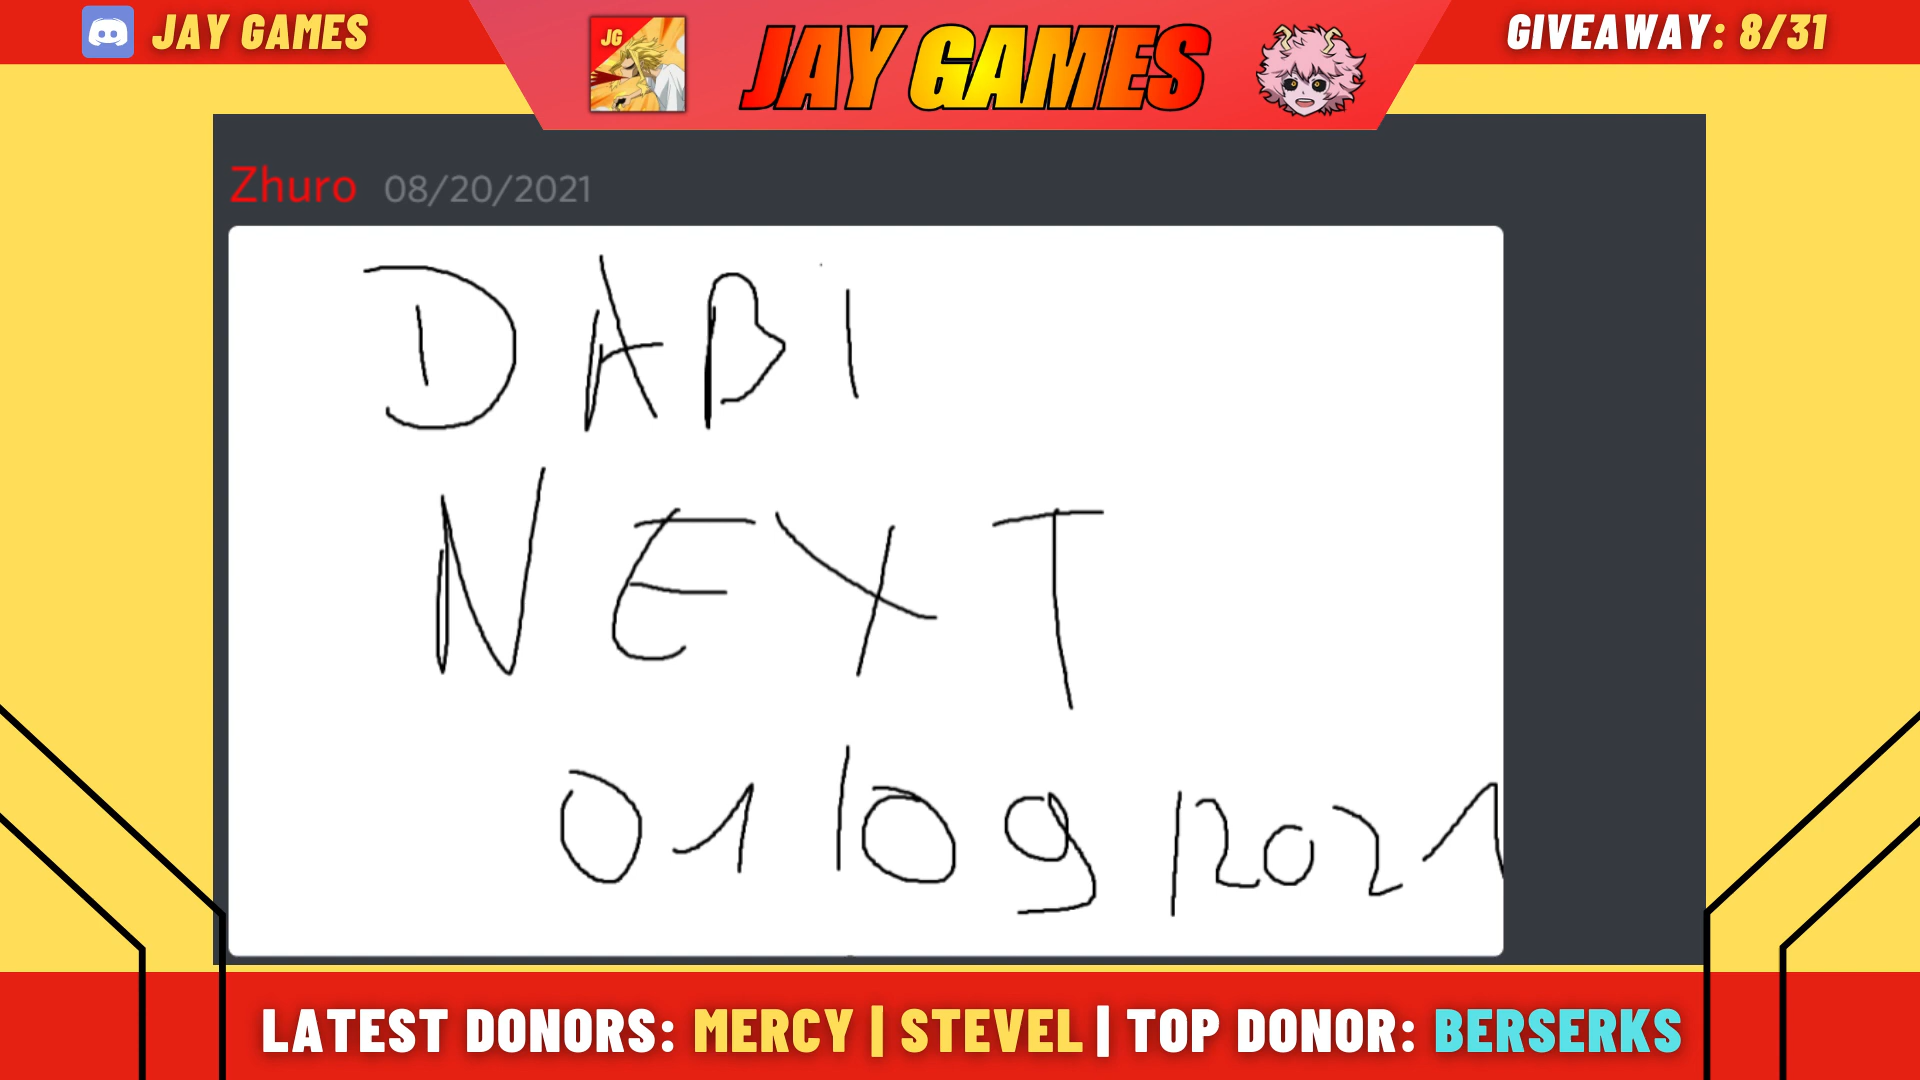 JAY GAMES
JG
JAY GAMES
GIVEAWAY: 8/31
Zhuro 08/20/2021
DABI
NEXT
01/09/2021
LATEST DONORS: MERCY | STEVEL | TOP DONOR: BERSERKS